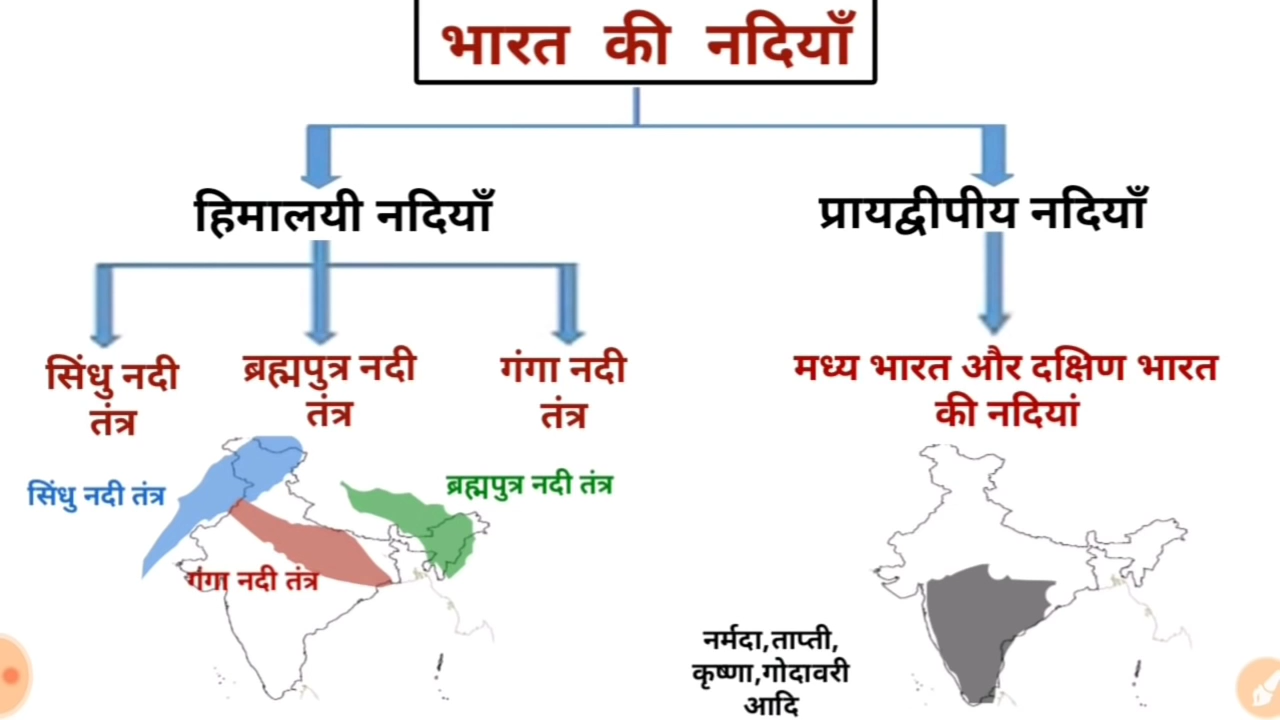 भारत की नदियाँ
हिमालयी नदियाँ
प्रायद्वीपीय नदियाँ
सिंधु नदी
तंत्र
ब्रह्मपुत्र नदी
तंत्र
गंगा नदी
तंत्र
मध्य भारत और दक्षिण भारत
की नदियां
सिंधु नदी तंत्र
ब्रह्मपुत्र नदी तंत्र
गंगा नदी तंत्र
नर्मदा,ताप्ती,
कृष्णा,गोदावरी
आदि